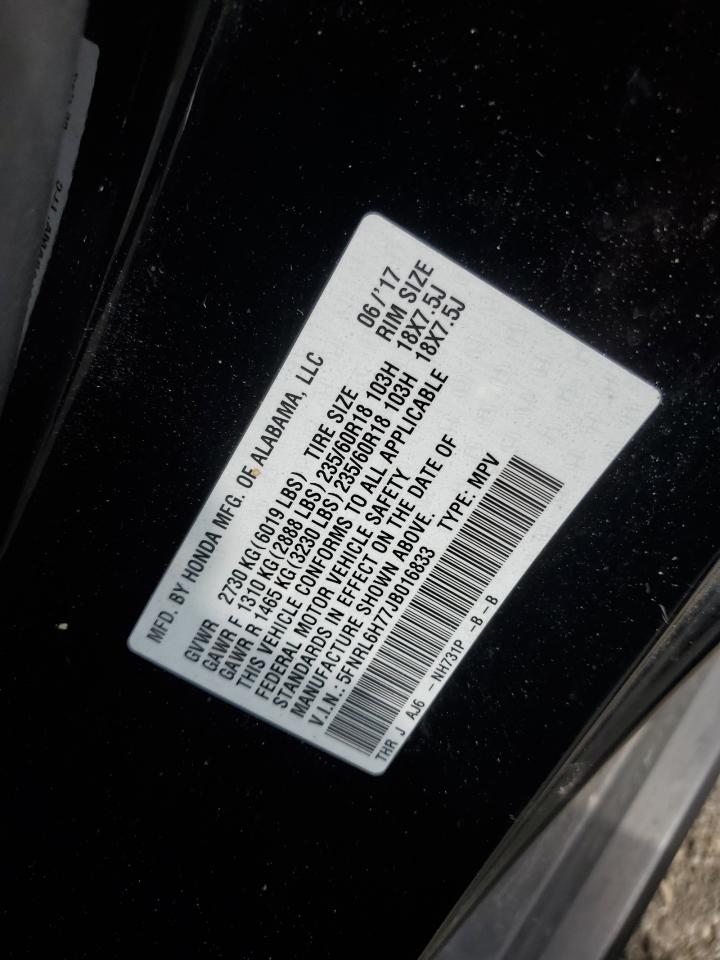 MFD. BY HONDA MFG. OF ALABAMA, LLC 06/'17
GVWR 2730 KG(6019 LBS) TIRE SIZE RIM SIZE
GAWR F 1310 KG(2888 LBS) 235/60R18 103H 18X7.5J
GAWR R 1465 KG(3230 LBS) 235/60R18 103H 18X7.5J
THIS VEHICLE CONFORMS TO ALL APPLICABLE
FEDERAL MOTOR VEHICLE SAFETY
STANDARDS IN EFFECT ON THE DATE OF
MANUFACTURE SHOWN ABOVE.
V.I.N.: 5FNRL6H77JB016833 TYPE: MPV
THR J AJ6 - NH731P -B-B